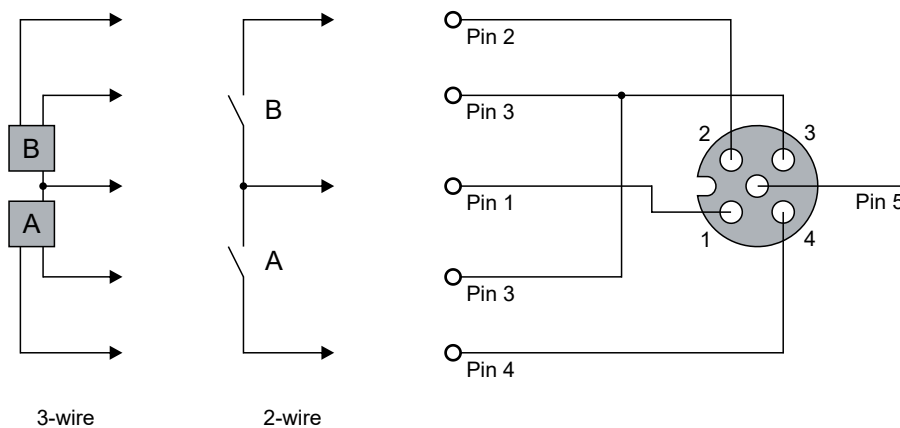 Pin 2
B
Pin 3
2
3
B
Pin 1
Pin 5
A
1
4
A
Pin 3
Pin 4
3-wire
2-wire